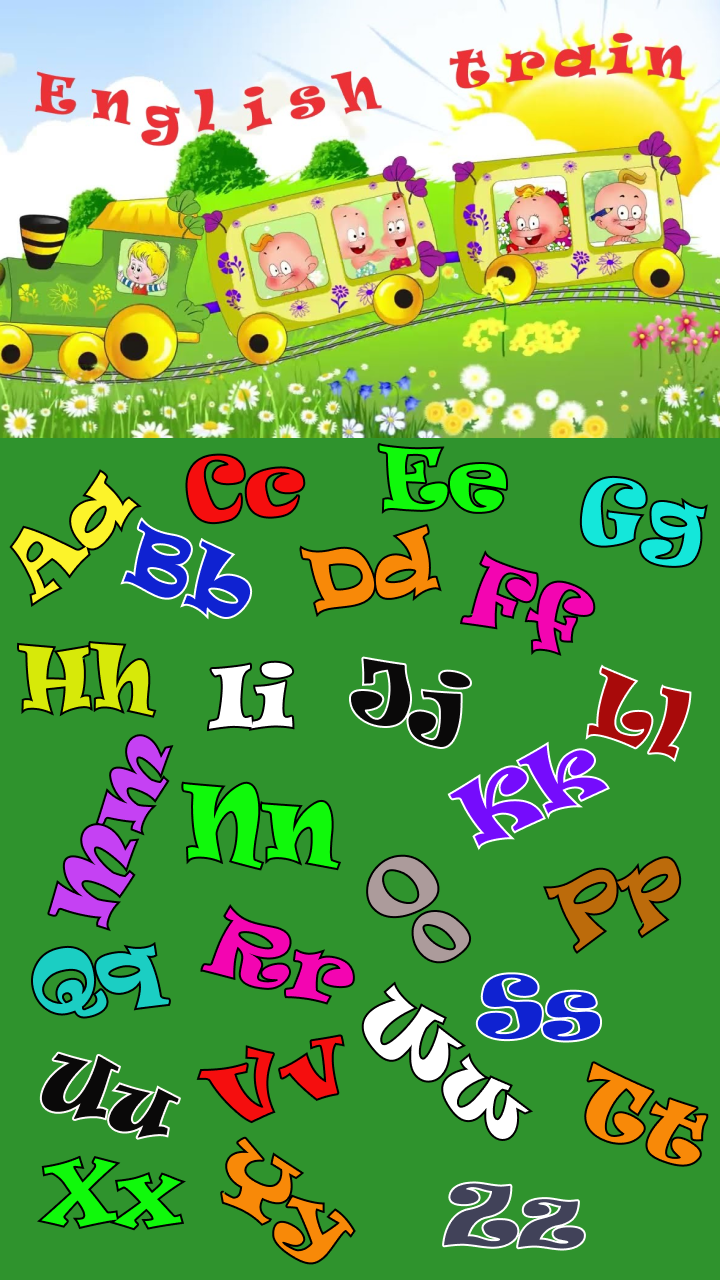 English train
Aa Cc Ee Gg
Bb Dd Ff
Hh Ii Jj Ll
Mm Nn Kk
Oo Pp
Qq Rr Ss
Uu Vv Ww Tt
Xx Yy Zz